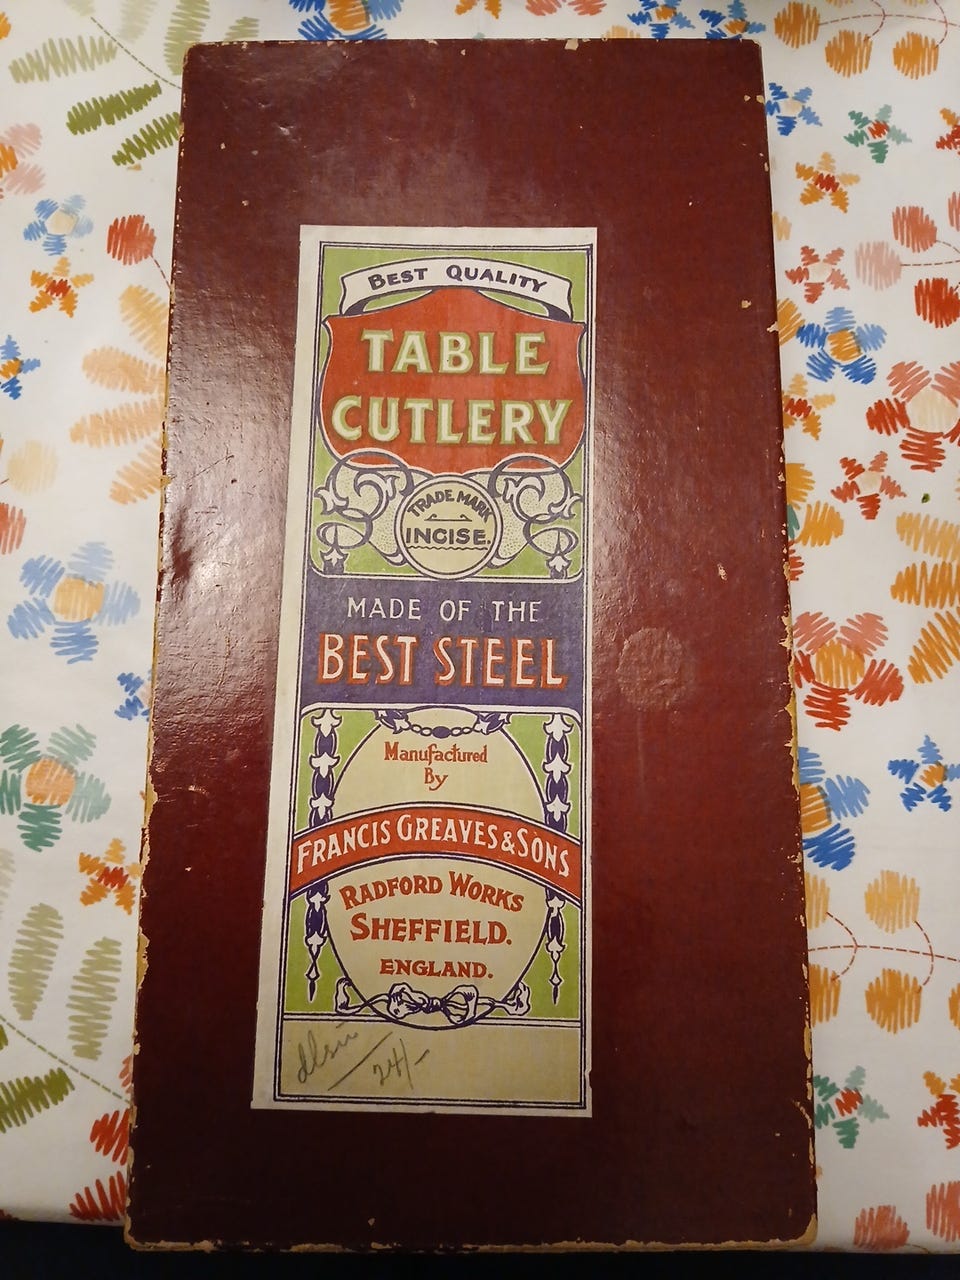 BEST QUALITY
TABLE
CUTLERY
TRADE MARK
INCISE.
MADE OF THE
BEST STEEL
Manufactured
By
FRANCIS GREAVES & SONS
RADFORD WORKS
SHEFFIELD.
ENGLAND.
24/-